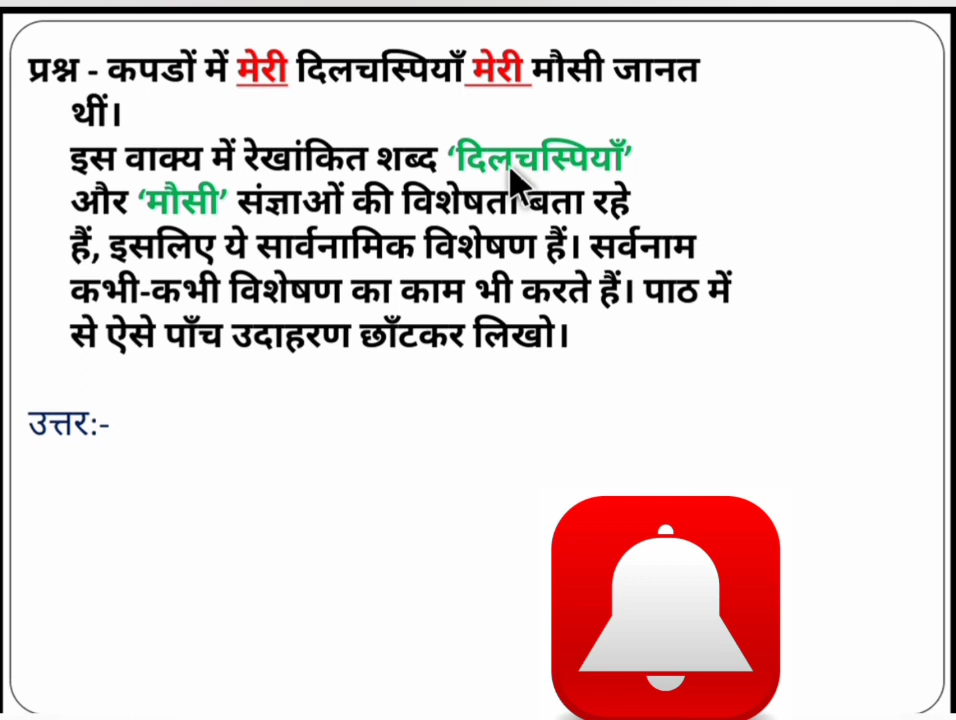 प्रश्न - कपडों में मेरी दिलचस्पियाँ मेरी मौसी जानत
थीं।
इस वाक्य में रेखांकित शब्द ‘दिलचस्पियाँ’
और ‘मौसी’ संज्ञाओं की विशेषता बता रहे
हैं, इसलिए ये सार्वनामिक विशेषण हैं। सर्वनाम
कभी-कभी विशेषण का काम भी करते हैं। पाठ में
से ऐसे पाँच उदाहरण छाँटकर लिखो।
उत्तर:-